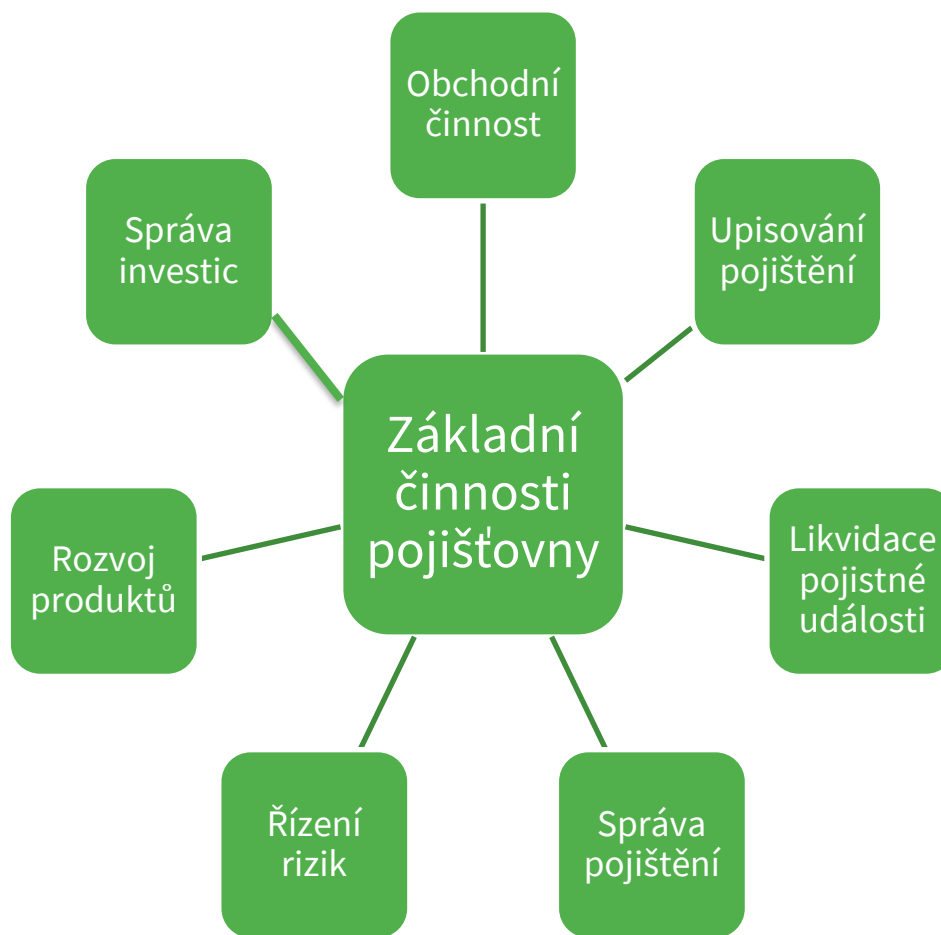 Obchodní
činnost
Správa
investic
Upisování
pojištění
Základní
činnosti
pojišťovny
Rozvoj
produktů
Likvidace
pojistné
události
Řízení
rizik
Správa
pojištění